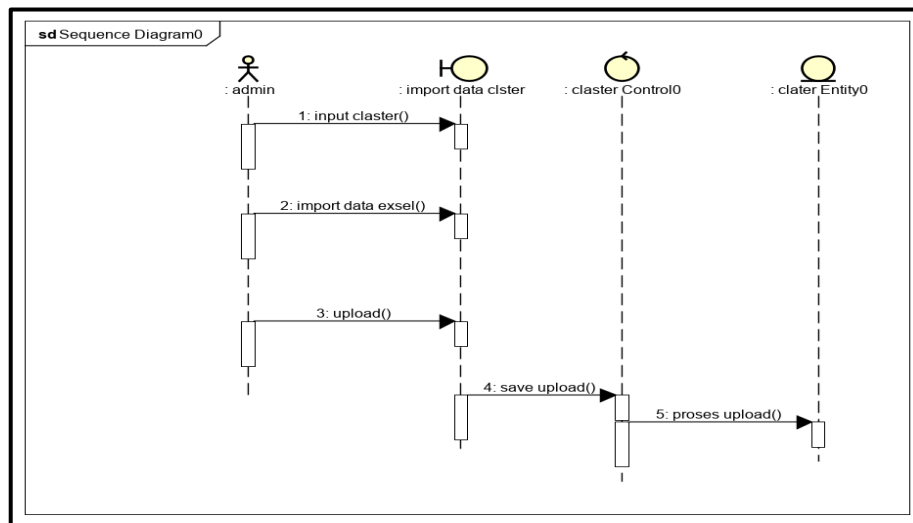 sd Sequence Diagram0
: admin
: import data clster
: claster Control0
: clater Entity0
1: input claster()
2: import data exsel()
3: upload()
4: save upload()
5: proses upload()